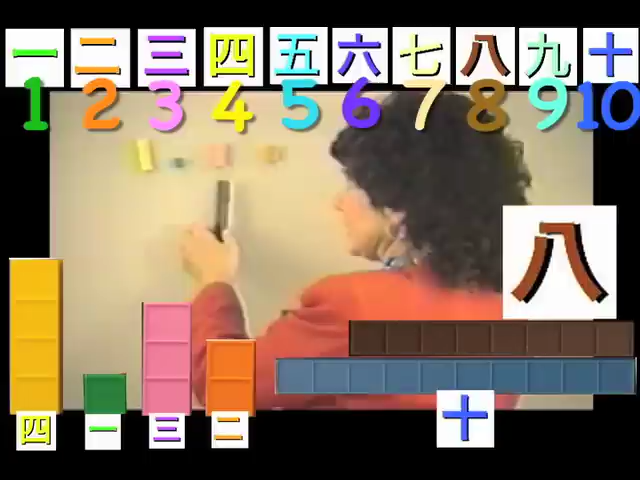 一 二 三 四 五 六 七 八 九 十
1 2 3 4 5 6 7 8 9 10
八
四 一 三 二
十